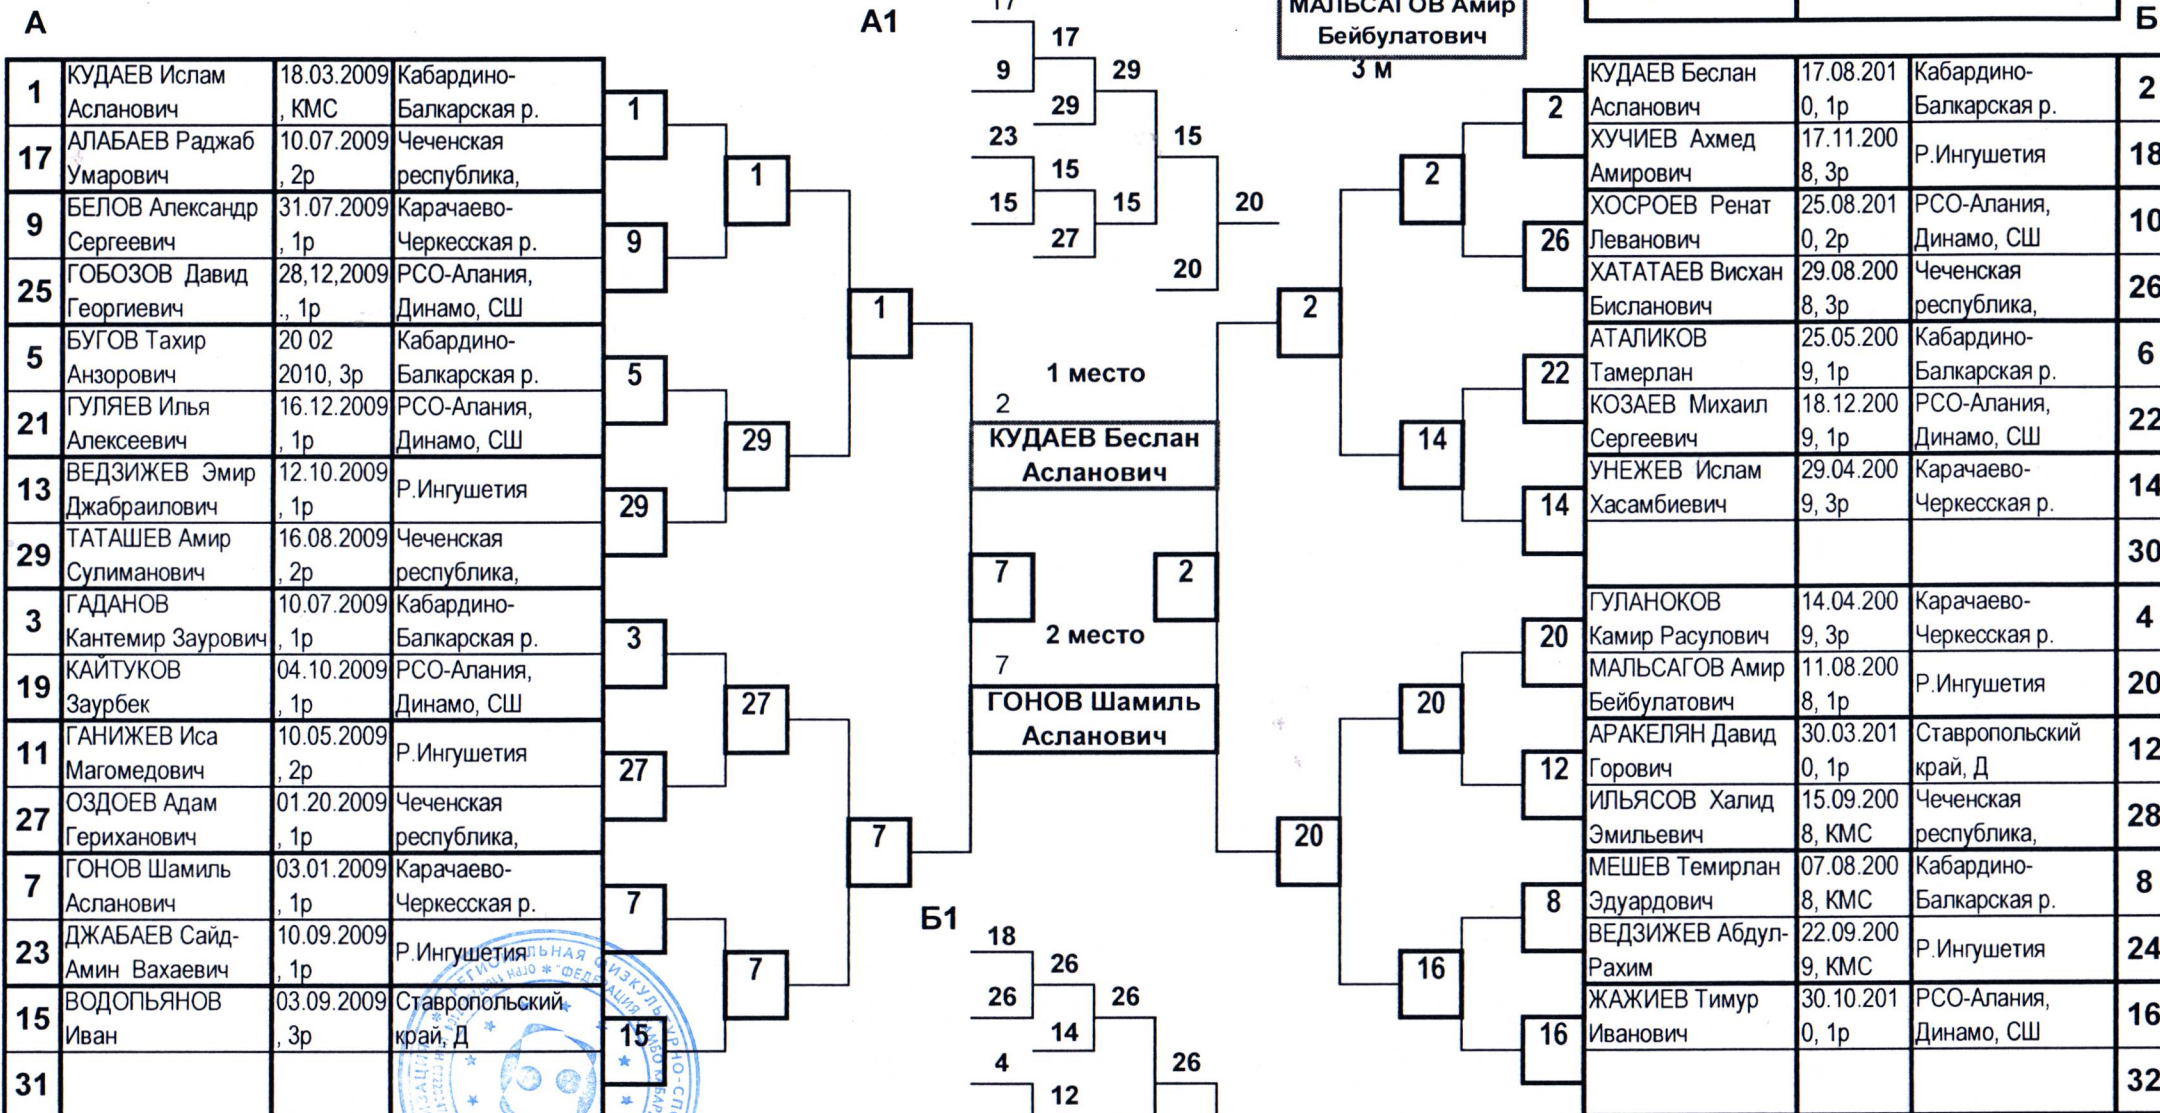 А
А1
Б
17
МАЛЬСАГОВ Амир
Бейбулатович
3 м
1
КУДАЕВ Ислам
Асланович
18.03.2009
, КМС
Кабардино-
Балкарская р.
17
АЛАБАЕВ Раджаб
Умарович
10.07.2009
, 2р
Чеченская
республика,
9
БЕЛОВ Александр
Сергеевич
31.07.2009
, 1р
Карачаево-
Черкесская р.
25
ГОБОЗОВ Давид
Георгиевич
28,12,2009
., 1р
РСО-Алания,
Динамо, СШ
5
БУГОВ Тахир
Анзорович
20 02
2010, 3р
Кабардино-
Балкарская р.
21
ГУЛЯЕВ Илья
Алексеевич
16.12.2009
, 1р
РСО-Алания,
Динамо, СШ
13
ВЕДЗИЖЕВ Эмир
Джабраилович
12.10.2009
, 1р
Р.Ингушетия
29
ТАТАШЕВ Амир
Сулиманович
16.08.2009
, 2р
Чеченская
республика,
3
ГАДАНОВ
Кантемир Заурович
10.07.2009
, 1р
Кабардино-
Балкарская р.
19
КАЙТУКОВ
Заурбек
04.10.2009
, 1р
РСО-Алания,
Динамо, СШ
11
ГАНИЖЕВ Иса
Магомедович
10.05.2009
, 2р
Р.Ингушетия
27
ОЗДОЕВ Адам
Гериханович
01.20.2009
, 1р
Чеченская
республика,
7
ГОНОВ Шамиль
Асланович
03.01.2009
, 1р
Карачаево-
Черкесская р.
23
ДЖАБАЕВ Сайд-
Амин Вахаевич
10.09.2009
, 1р
Р.Ингушетия
15
ВОДОПЬЯНОВ
Иван
03.09.2009
, 3р
Ставропольский
край, Д
31
1
9
5
29
3
27
7
15
1
29
27
7
1
7
17
9
29
29
23
15
15
15
27
15
20
20
1 место
2
КУДАЕВ Беслан
Асланович
7
2
2 место
7
ГОНОВ Шамиль
Асланович
Б1
18
26
26
26
14
26
4
12
2
20
2
14
20
16
2
26
22
14
20
12
8
16
КУДАЕВ Беслан
Асланович
17.08.201
0, 1р
Кабардино-
Балкарская р.
2
ХУЧИЕВ Ахмед
Амирович
17.11.200
8, 3р
Р.Ингушетия
18
ХОСРОЕВ Ренат
Леванович
25.08.201
0, 2р
РСО-Алания,
Динамо, СШ
10
ХАТАТАЕВ Висхан
Бисланович
29.08.200
8, 3р
Чеченская
республика,
26
АТАЛИКОВ
Тамерлан
25.05.200
9, 1р
Кабардино-
Балкарская р.
6
КОЗАЕВ Михаил
Сергеевич
18.12.200
9, 1р
РСО-Алания,
Динамо, СШ
22
УНЕЖЕВ Ислам
Хасамбиевич
29.04.200
9, 3р
Карачаево-
Черкесская р.
14
30
ГУЛАНОКОВ
Камир Расулович
14.04.200
9, 3р
Карачаево-
Черкесская р.
4
МАЛЬСАГОВ Амир
Бейбулатович
11.08.200
8, 1р
Р.Ингушетия
20
АРАКЕЛЯН Давид
Горович
30.03.201
0, 1р
Ставропольский
край, Д
12
ИЛЬЯСОВ Халид
Эмильевич
15.09.200
8, КМС
Чеченская
республика,
28
МЕШЕВ Темирлан
Эдуардович
07.08.200
8, КМС
Кабардино-
Балкарская р.
8
ВЕДЗИЖЕВ Абдул-
Рахим
22.09.200
9, КМС
Р.Ингушетия
24
ЖАЖИЕВ Тимур
Иванович
30.10.201
0, 1р
РСО-Алания,
Динамо, СШ
16
32